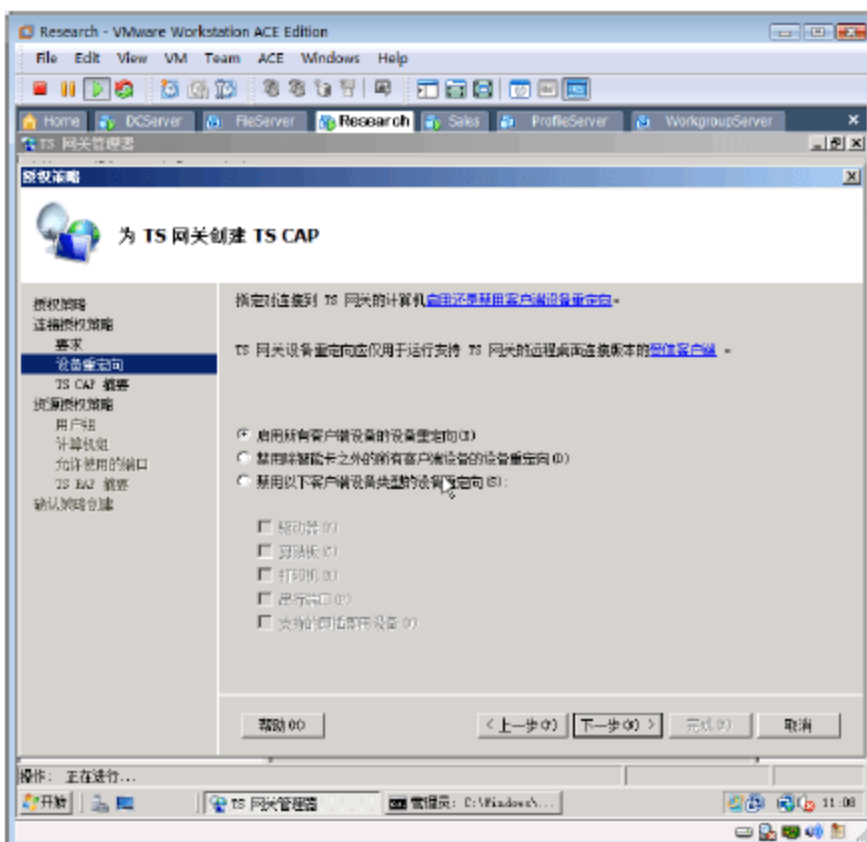 Research - VMware Workstation ACE Edition
File Edit View VM Team ACE Windows Help
Home DCServer FileServer Research Sales ProfileServer WorkgroupServer
TS 网关管理器
授权策略
为 TS 网关创建 TS CAP
授权策略
连接授权策略
要求
设备重定向
TS CAP 摘要
资源授权策略
用户组
计算机组
允许使用的端口
TS RAP 摘要
确认策略创建
指定对连接到 TS 网关的计算机启用还是禁用客户端设备重定向。
TS 网关设备重定向应仅用于运行支持 TS 网关的远程桌面连接版本的受信客户端 。
启用所有客户端设备的设备重定向(E)
禁用除智能卡之外的所有客户端设备的设备重定向(D)
禁用以下客户端设备类型的设备重定向(S):
驱动器(V)
剪贴板(C)
打印机(R)
串行端口(P)
支持的即插即用设备(U)
帮助(H) < 上一步(P) 下一步(N) > 完成(F) 取消
操作: 正在进行...
开始 TS 网关管理器 管理员: C:\Windows\... 11:08